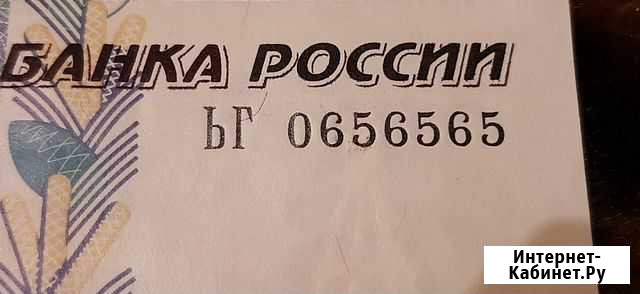 БАНКА РОССИИ
ЬГ 0656565
Интернет-
Кабинет.Ру